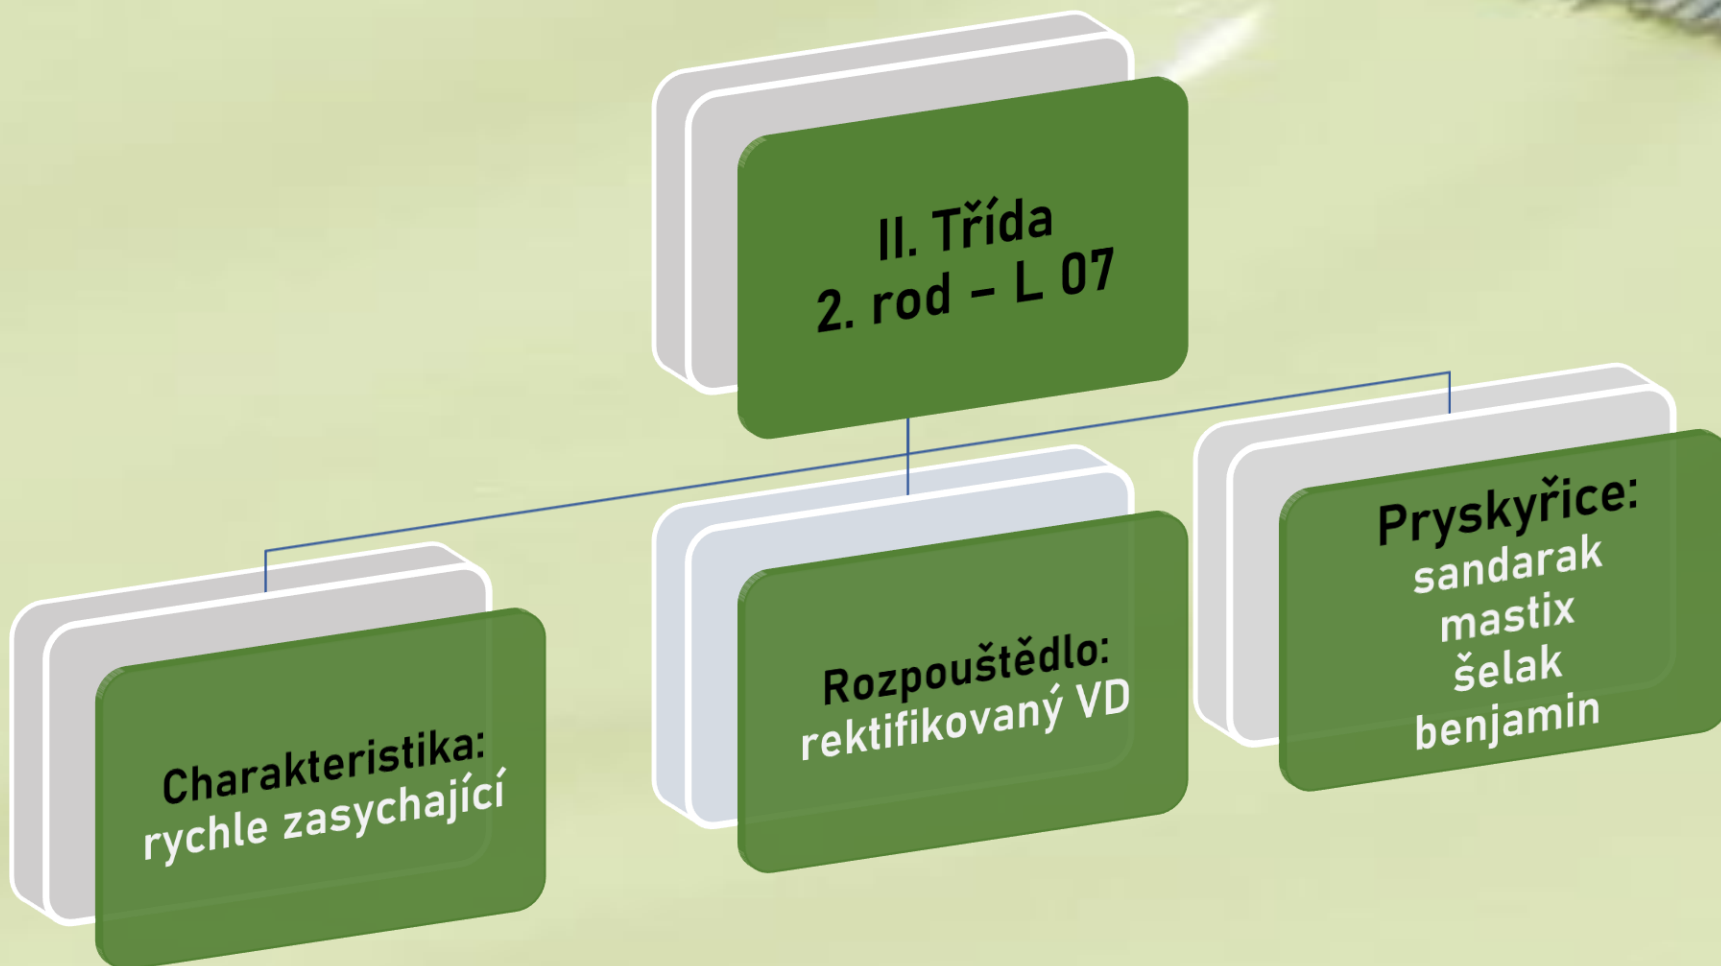 II. Třída
2. rod – L 07
Charakteristika:
rychle zasychající
Rozpouštědlo:
rektifikovaný VD
Pryskyřice:
sandarak
mastix
šelak
benjamin